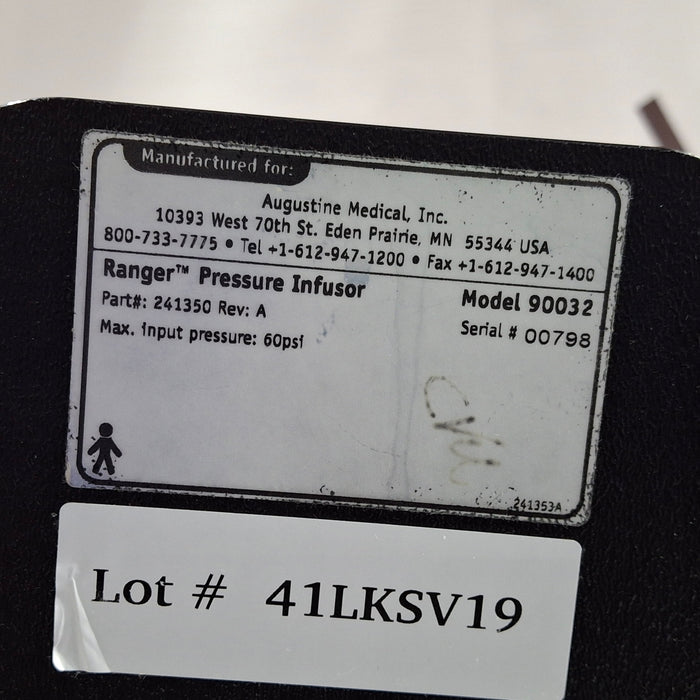 Manufactured for:
Augustine Medical, Inc.
10393 West 70th St. Eden Prairie, MN 55344 USA
800-733-7775 • Tel +1-612-947-1200 • Fax +1-612-947-1400
Ranger™ Pressure Infusor
Model 90032
Part#: 241350 Rev: A
Serial # 00798
Max. input pressure: 60psi
241353A
Lot # 41LKSV19